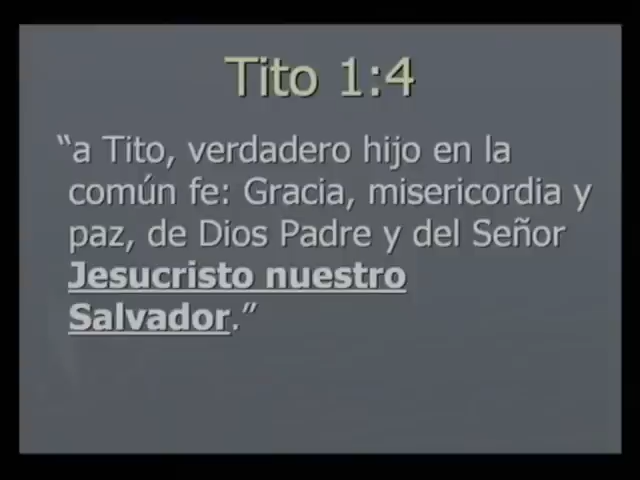 Tito 1:4
“a Tito, verdadero hijo en la
común fe: Gracia, misericordia y
paz, de Dios Padre y del Señor
Jesucristo nuestro
Salvador.”